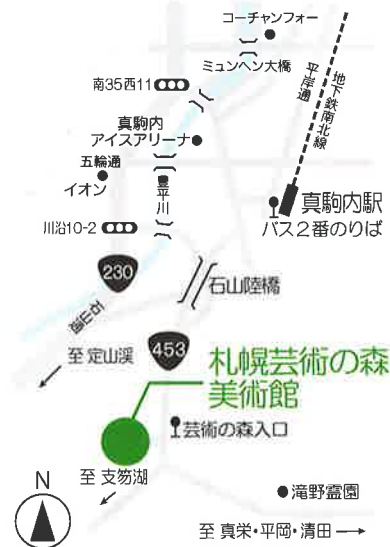 コーチャンフォー
ミュンヘン大橋
南35西11
平岸通
地下鉄南北線
真駒内
アイスアリーナ
五輪通
イオン
豊平川
真駒内駅
バス2番のりば
川沿10-2
230
石山陸橋
石山通
453
至 定山渓
札幌芸術の森
美術館
芸術の森入口
至 支笏湖
N
滝野霊園
至 真栄・平岡・清田